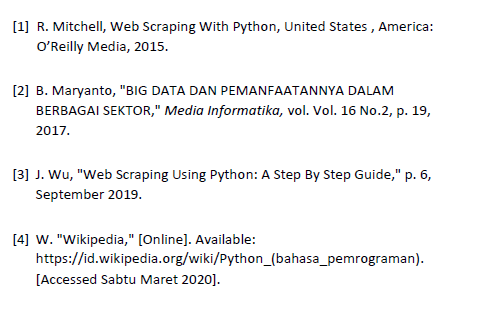 [1] R. Mitchell, Web Scraping With Python, United States , America:
O’Reilly Media, 2015.
[2] B. Maryanto, "BIG DATA DAN PEMANFAATANNYA DALAM
BERBAGAI SEKTOR," Media Informatika, vol. Vol. 16 No.2, p. 19,
2017.
[3] J. Wu, "Web Scraping Using Python: A Step By Step Guide," p. 6,
September 2019.
[4] W. "Wikipedia," [Online]. Available:
https://id.wikipedia.org/wiki/Python_(bahasa_pemrograman).
[Accessed Sabtu Maret 2020].